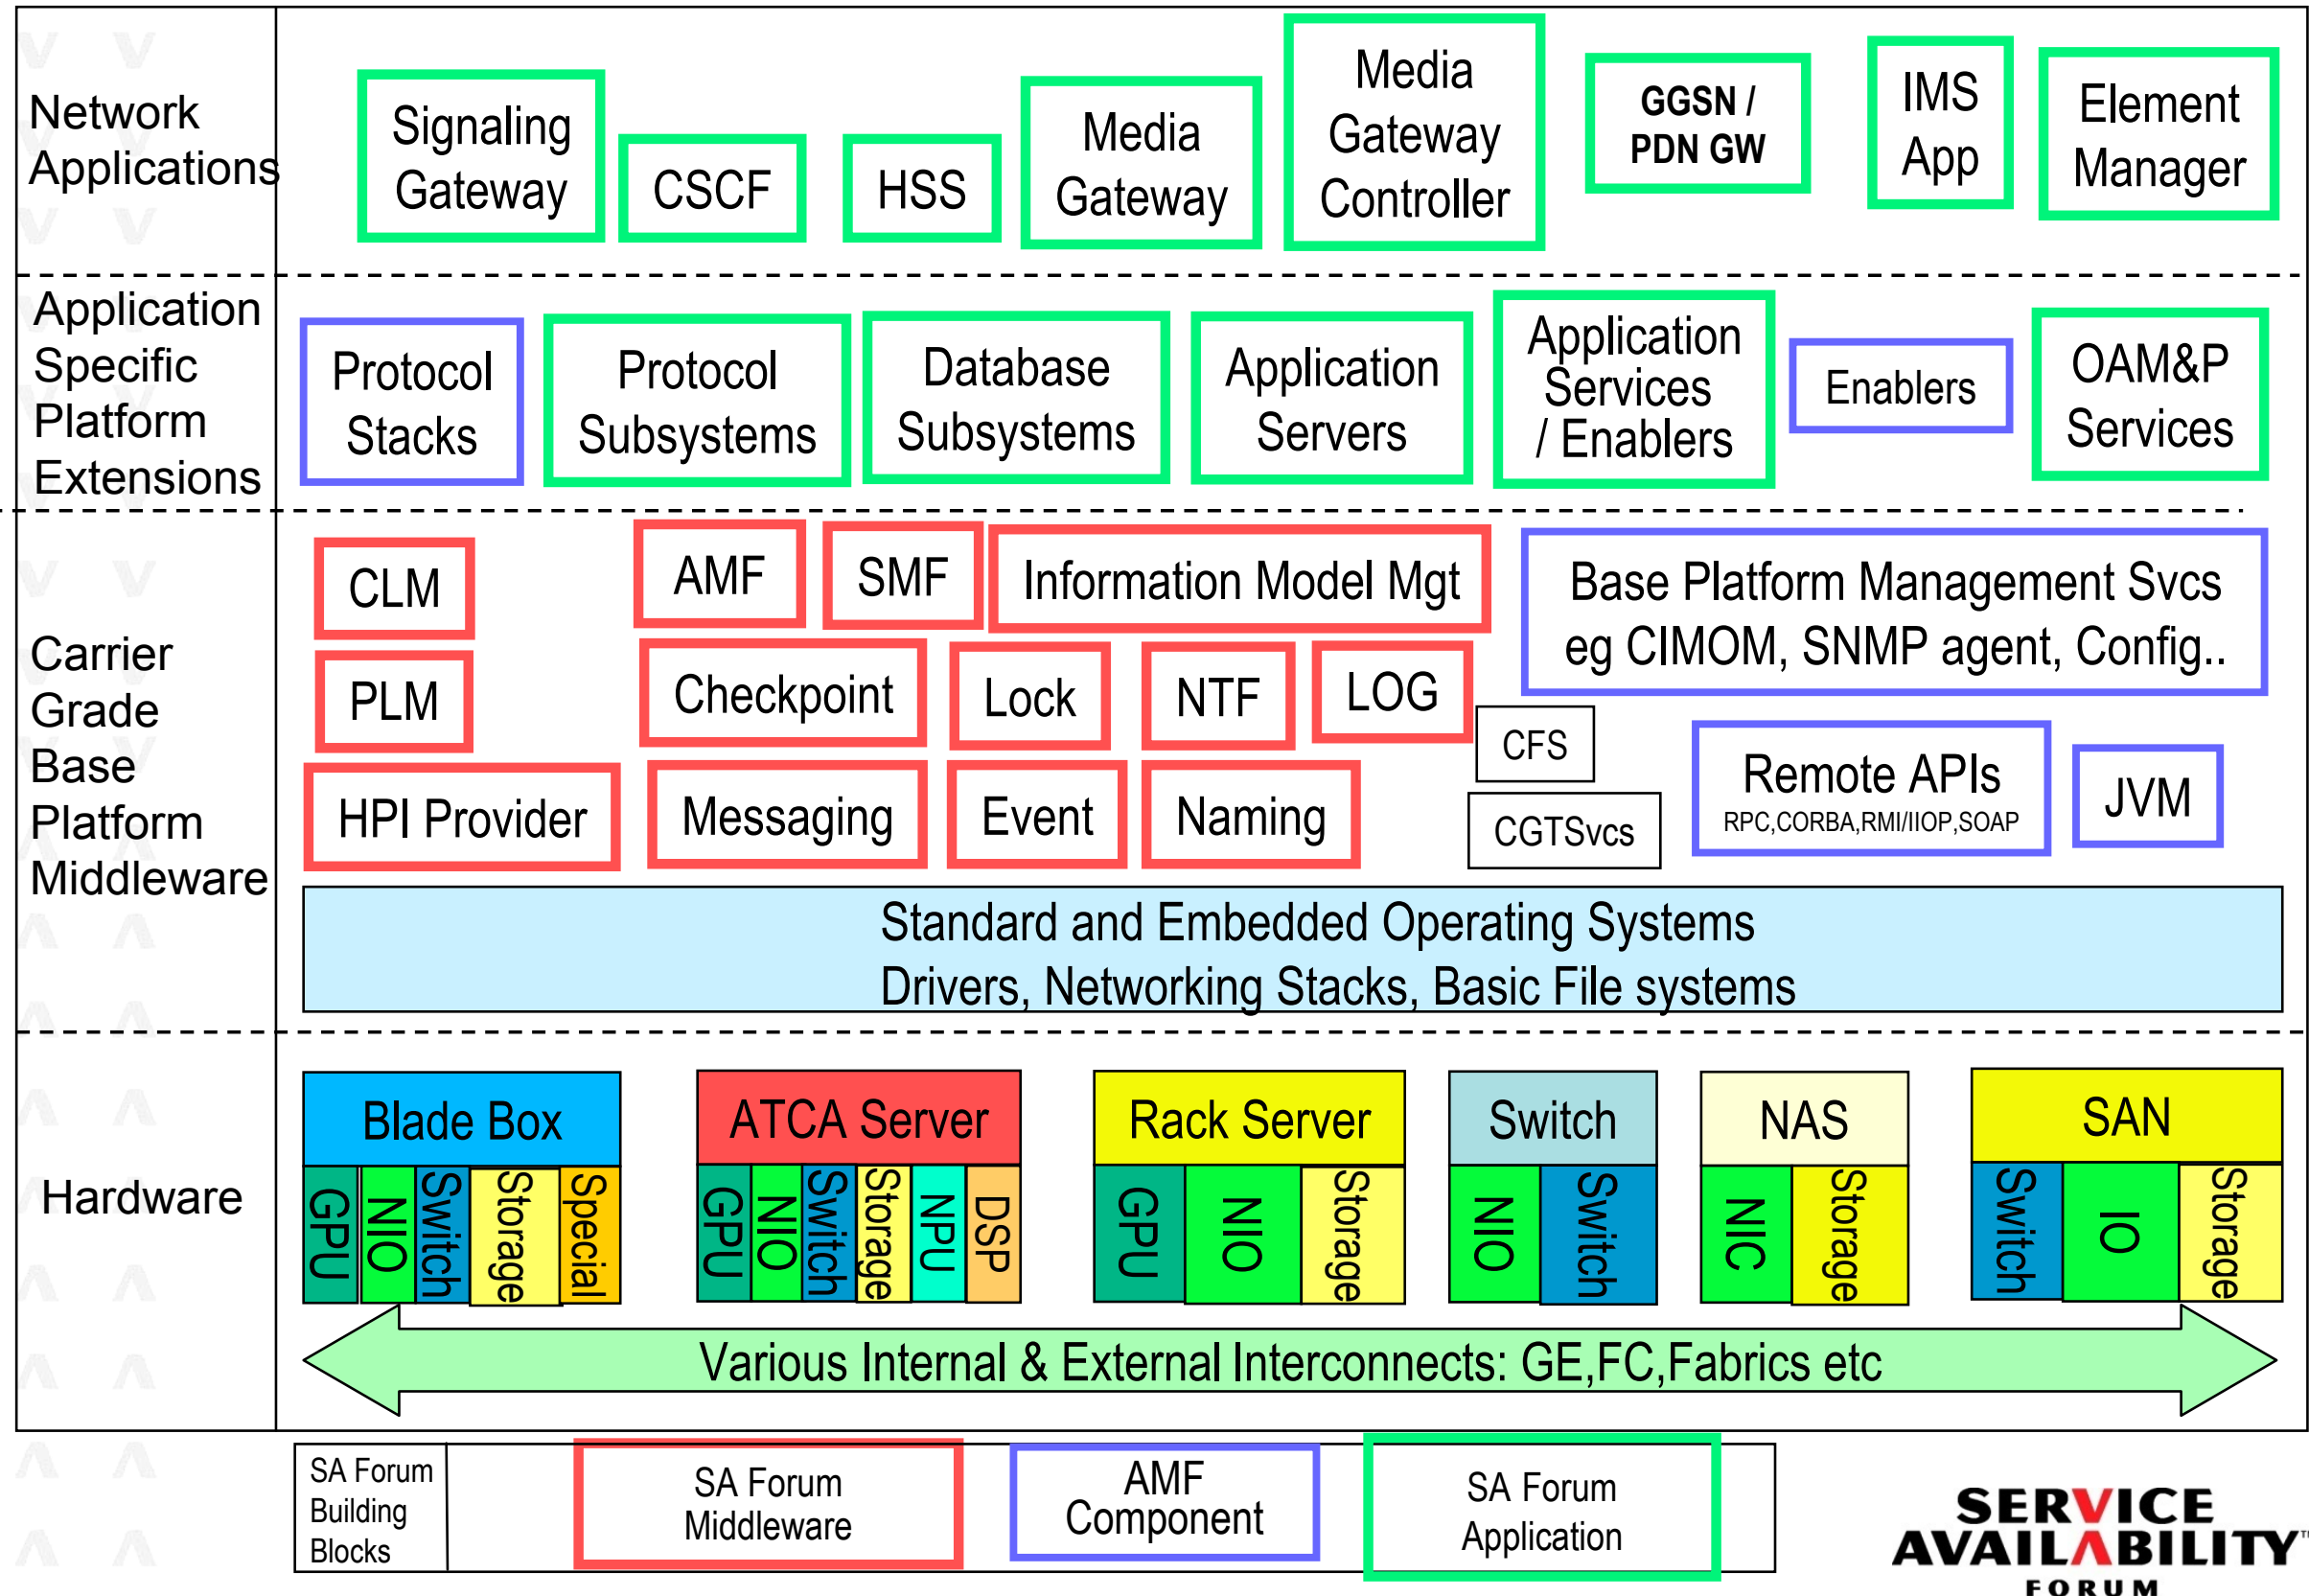 Network
Applications
Signaling
Gateway
CSCF
HSS
Media
Gateway
Media
Gateway
Controller
GGSN /
PDN GW
IMS
App
Element
Manager
Application
Specific
Platform
Extensions
Protocol
Stacks
Protocol
Subsystems
Database
Subsystems
Application
Servers
Application
Services
/ Enablers
Enablers
OAM&P
Services
Carrier
Grade
Base
Platform
Middleware
CLM
AMF
SMF
Information Model Mgt
Base Platform Management Svcs
eg CIMOM, SNMP agent, Config..
PLM
Checkpoint
Lock
NTF
LOG
CFS
Remote APIs
RPC,CORBA,RMI/IIOP,SOAP
JVM
HPI Provider
Messaging
Event
Naming
CGTSvcs
Standard and Embedded Operating Systems
Drivers, Networking Stacks, Basic File systems
Hardware
Blade Box
GPU
NIO
Switch
Storage
Special
ATCA Server
GPU
NIO
Switch
Storage
NPU
DSP
Rack Server
GPU
NIO
Storage
Switch
NIO
Switch
NAS
NIC
Storage
SAN
Switch
IO
Storage
Various Internal & External Interconnects: GE,FC,Fabrics etc
SA Forum
Building
Blocks
SA Forum
Middleware
AMF
Component
SA Forum
Application
SERVICE
AVAILABILITY™
FORUM